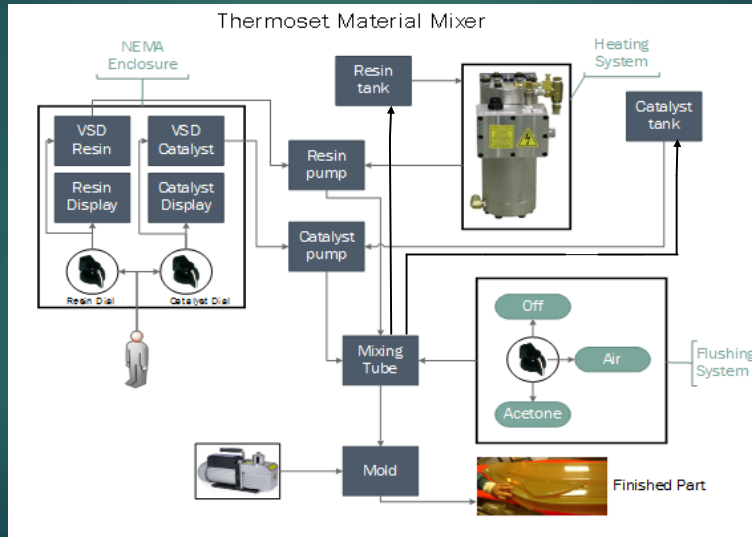 Thermoset Material Mixer
NEMA
Enclosure
Heating
System
Resin
tank
Catalyst
tank
VSD
Resin
VSD
Catalyst
Resin
pump
Resin
Display
Catalyst
Display
Catalyst
pump
Resin Dial
Catalyst Dial
Off
Air
Acetone
Flushing
System
Mixing
Tube
Mold
Finished Part